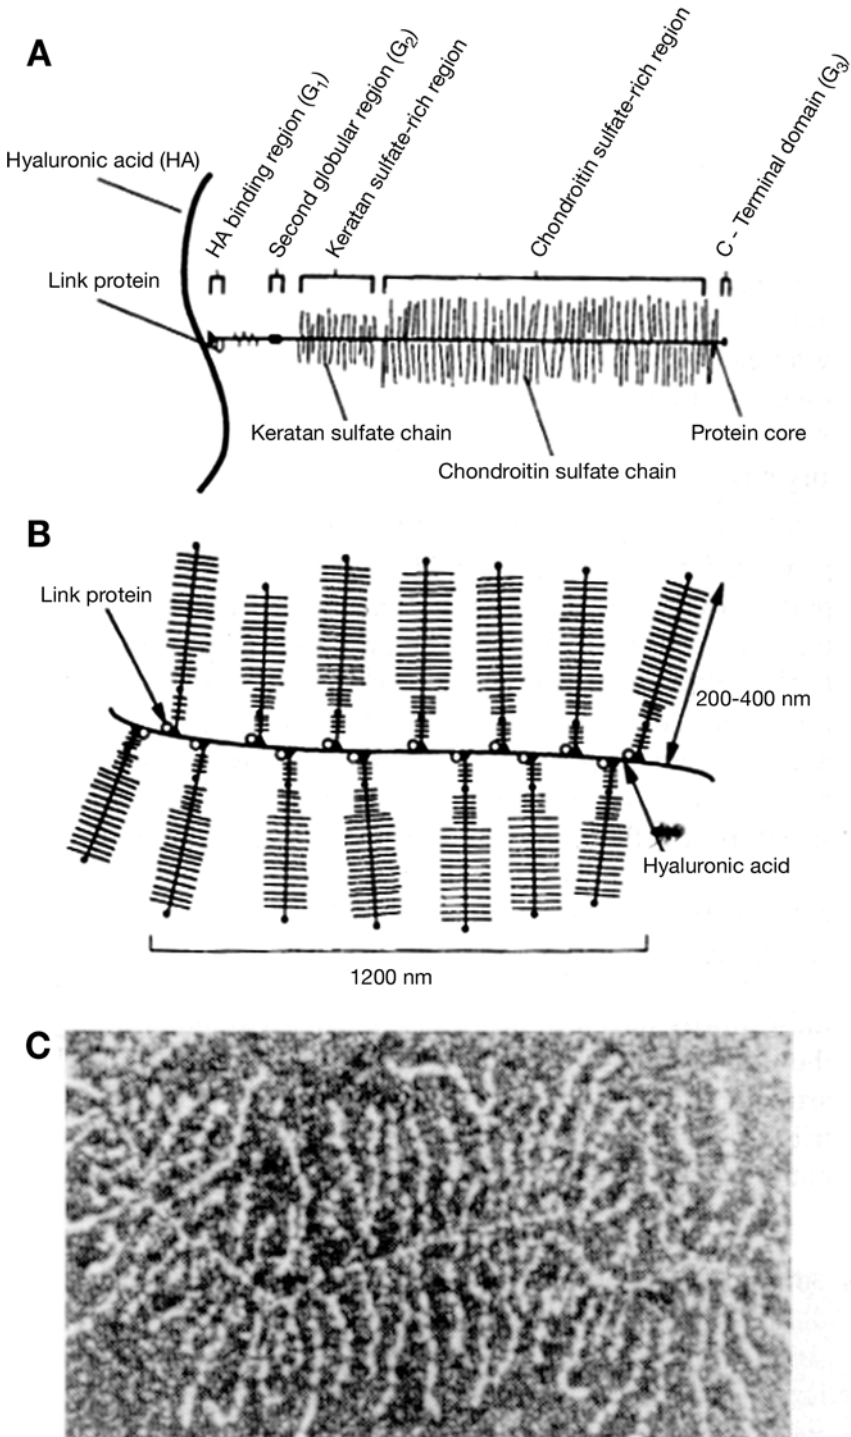 A
Hyaluronic acid (HA)
HA binding region (G1)
Second globular region (G2)
Keratan sulfate-rich region
Chondroitin sulfate-rich region
C - Terminal domain (G3)
Link protein
Keratan sulfate chain
Chondroitin sulfate chain
Protein core
B
Link protein
200-400 nm
Hyaluronic acid
1200 nm
C